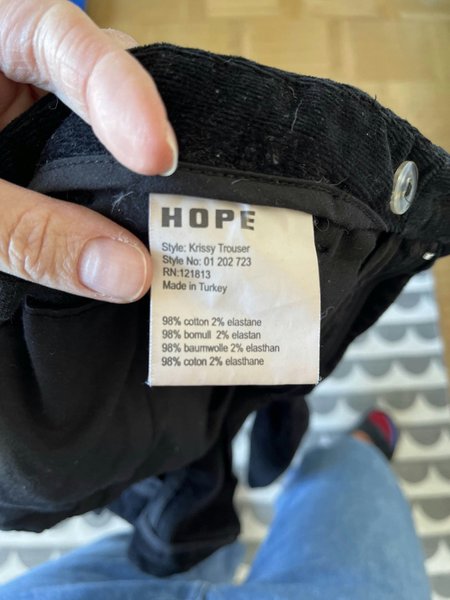 HOPE
Style: Krissy Trouser
Style No: 01 202 723
RN:121813
Made in Turkey
98% cotton 2% elastane
98% bomull 2% elastan
98% baumwolle 2% elasthan
98% coton 2% elasthane